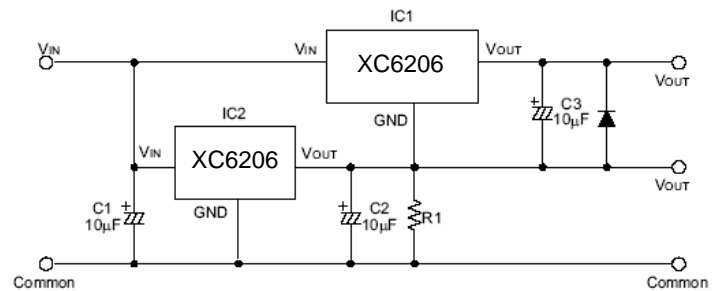 IC1
VIN
VIN
XC6206
VOUT
VOUT
C3
10µF
GND
IC2
VIN
XC6206
VOUT
VOUT
GND
C1
10µF
C2
10µF
R1
Common
Common
+
+
+